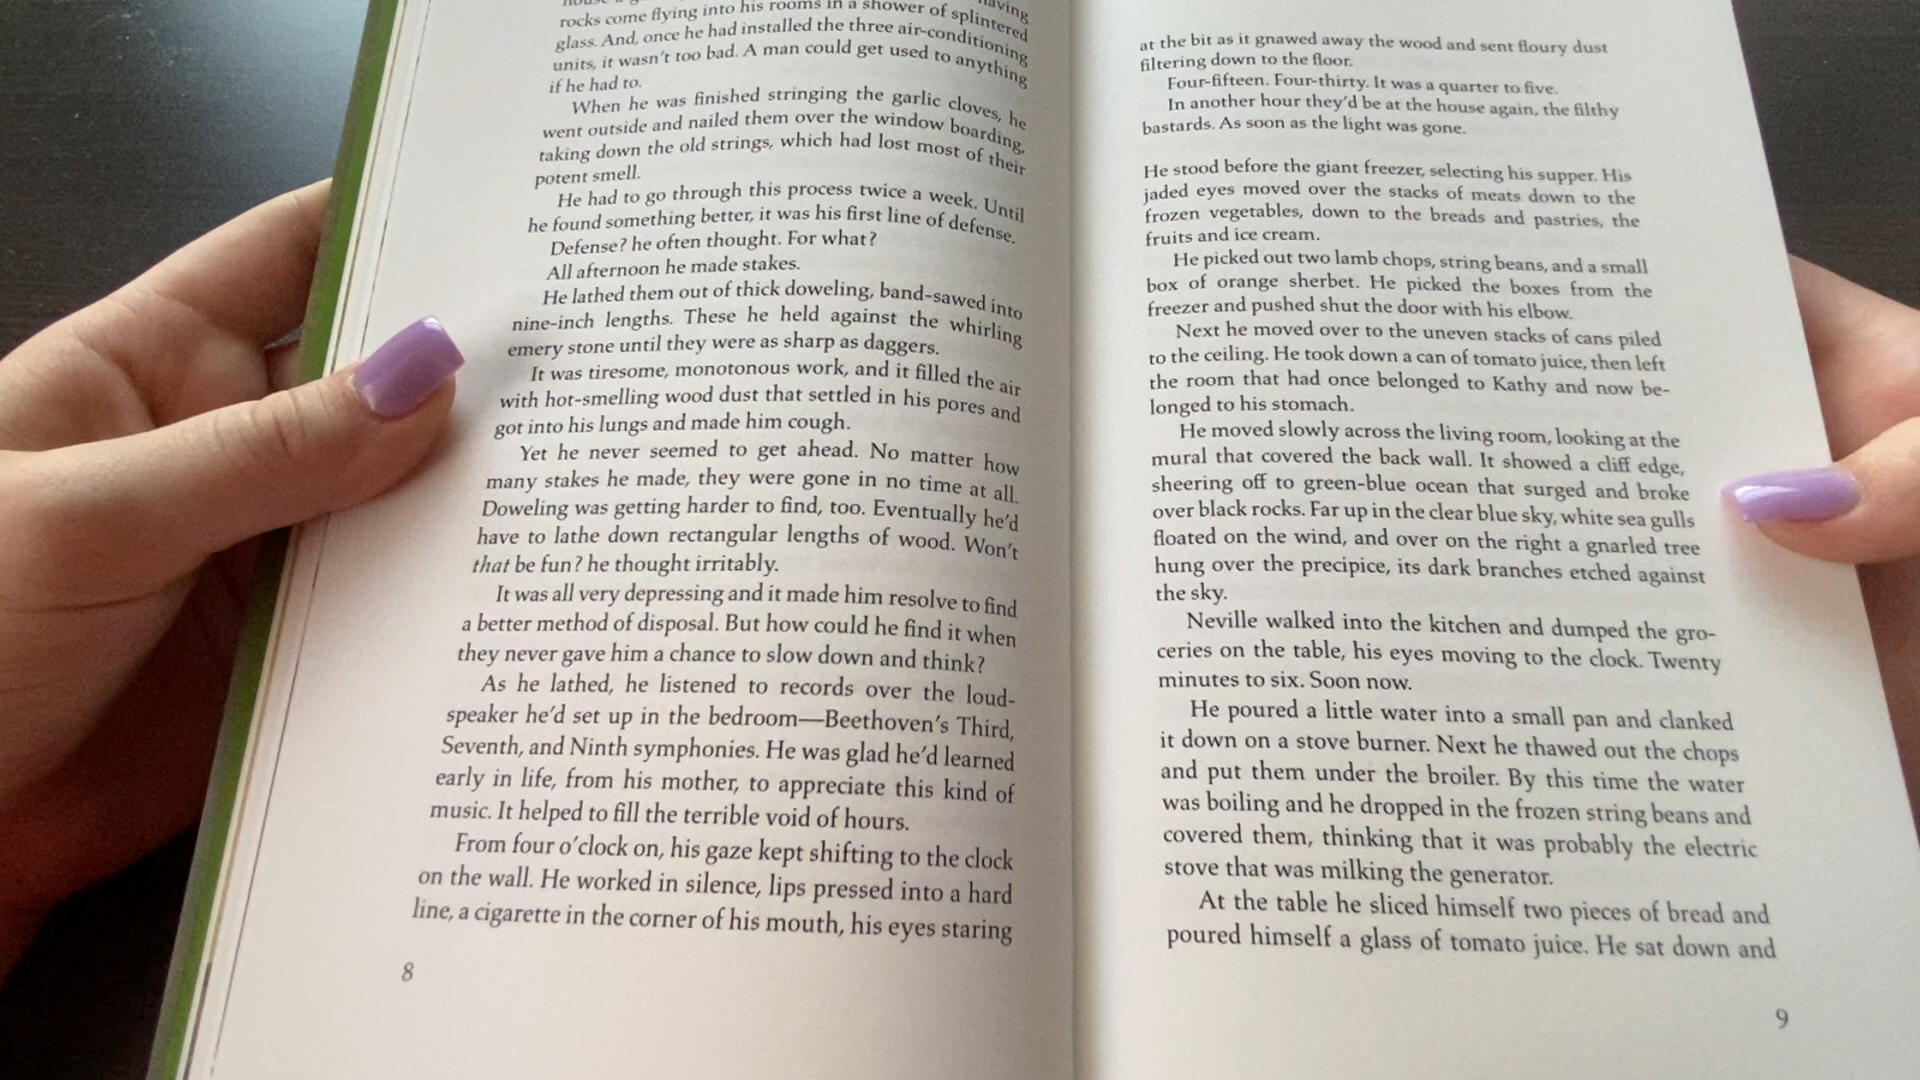 having
rocks come flying into his rooms in a shower of splintered
glass. And, once he had installed the three air-conditioning
units, it wasn't too bad. A man could get used to anything
if he had to.
When he was finished stringing the garlic cloves, he
went outside and nailed them over the window boarding,
taking down the old strings, which had lost most of their
potent smell.
He had to go through this process twice a week. Until
he found something better, it was his first line of defense.
Defense? he often thought. For what?
All afternoon he made stakes.
He lathed them out of thick doweling, band-sawed into
nine-inch lengths. These he held against the whirling
emery stone until they were as sharp as daggers.
It was tiresome, monotonous work, and it filled the air
with hot-smelling wood dust that settled in his pores and
got into his lungs and made him cough.
Yet he never seemed to get ahead. No matter how
many stakes he made, they were gone in no time at all.
Doweling was getting harder to find, too. Eventually he'd
have to lathe down rectangular lengths of wood. Won't
that be fun? he thought irritably.
It was all very depressing and it made him resolve to find
a better method of disposal. But how could he find it when
they never gave him a chance to slow down and think?
As he lathed, he listened to records over the loud-
speaker he'd set up in the bedroom—Beethoven's Third,
Seventh, and Ninth symphonies. He was glad he'd learned
early in life, from his mother, to appreciate this kind of
music. It helped to fill the terrible void of hours.
From four o'clock on, his gaze kept shifting to the clock
on the wall. He worked in silence, lips pressed into a hard
line, a cigarette in the corner of his mouth, his eyes staring
8
at the bit as it gnawed away the wood and sent floury dust
filtering down to the floor.
Four-fifteen. Four-thirty. It was a quarter to five.
In another hour they'd be at the house again, the filthy
bastards. As soon as the light was gone.
He stood before the giant freezer, selecting his supper. His
jaded eyes moved over the stacks of meats down to the
frozen vegetables, down to the breads and pastries, the
fruits and ice cream.
He picked out two lamb chops, string beans, and a small
box of orange sherbet. He picked the boxes from the
freezer and pushed shut the door with his elbow.
Next he moved over to the uneven stacks of cans piled
to the ceiling. He took down a can of tomato juice, then left
the room that had once belonged to Kathy and now be-
longed to his stomach.
He moved slowly across the living room, looking at the
mural that covered the back wall. It showed a cliff edge,
sheering off to green-blue ocean that surged and broke
over black rocks. Far up in the clear blue sky, white sea gulls
floated on the wind, and over on the right a gnarled tree
hung over the precipice, its dark branches etched against
the sky.
Neville walked into the kitchen and dumped the gro-
ceries on the table, his eyes moving to the clock. Twenty
minutes to six. Soon now.
He poured a little water into a small pan and clanked
it down on a stove burner. Next he thawed out the chops
and put them under the broiler. By this time the water
was boiling and he dropped in the frozen string beans and
covered them, thinking that it was probably the electric
stove that was milking the generator.
At the table he sliced himself two pieces of bread and
poured himself a glass of tomato juice. He sat down and
9